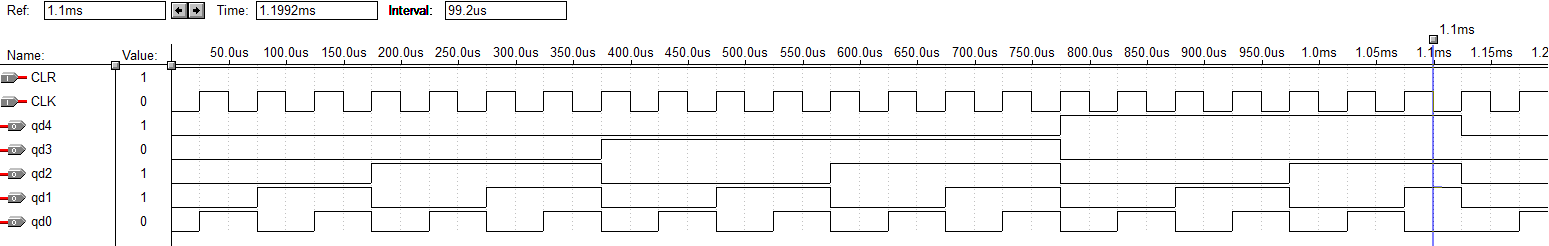 Ref: 1.1ms Time: 1.1992ms Interval: 99.2us
1.1ms
Name: Value: 50.0us 100.0us 150.0us 200.0us 250.0us 300.0us 350.0us 400.0us 450.0us 500.0us 550.0us 600.0us 650.0us 700.0us 750.0us 800.0us 850.0us 900.0us 950.0us 1.0ms 1.05ms 1.1ms 1.15ms 1.2
CLR 1
CLK 0
qd4 1
qd3 0
qd2 1
qd1 1
qd0 0